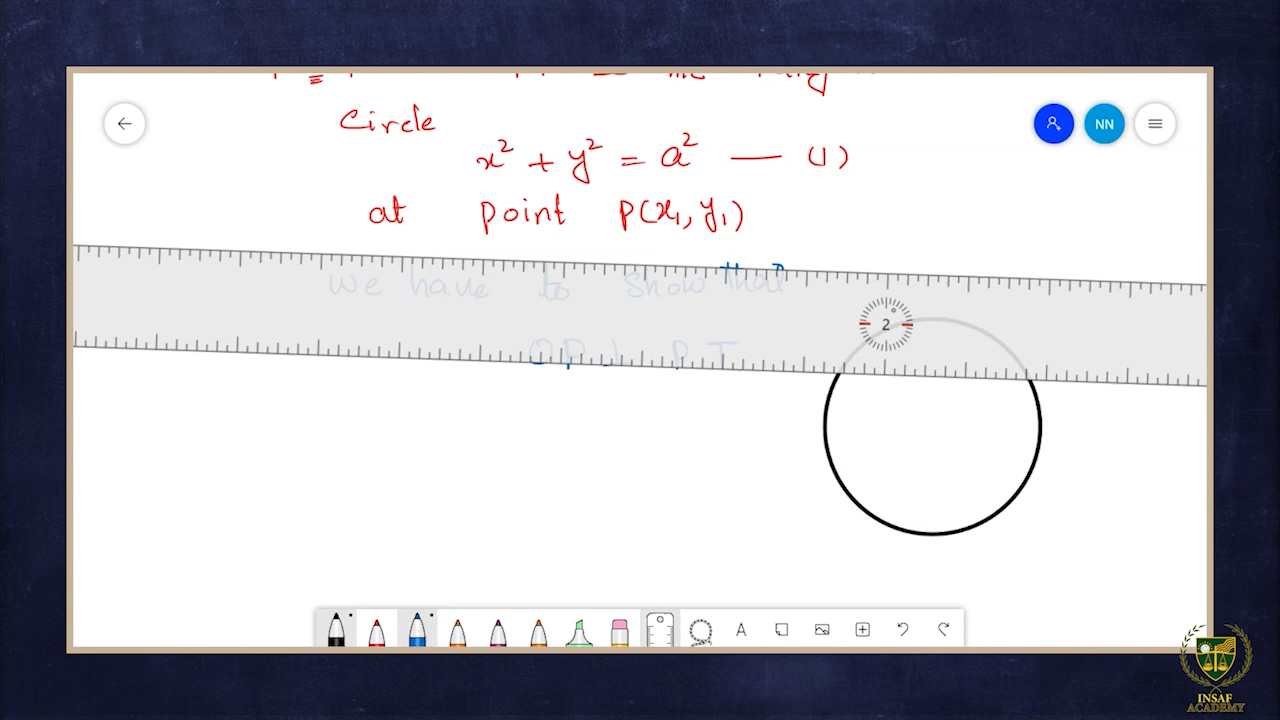 Circle
x² + y² = a² — (1)
at point P(x₁, y₁)
we have to show that
OP ⊥ PT
2
NN
A
INSAF
ACADEMY